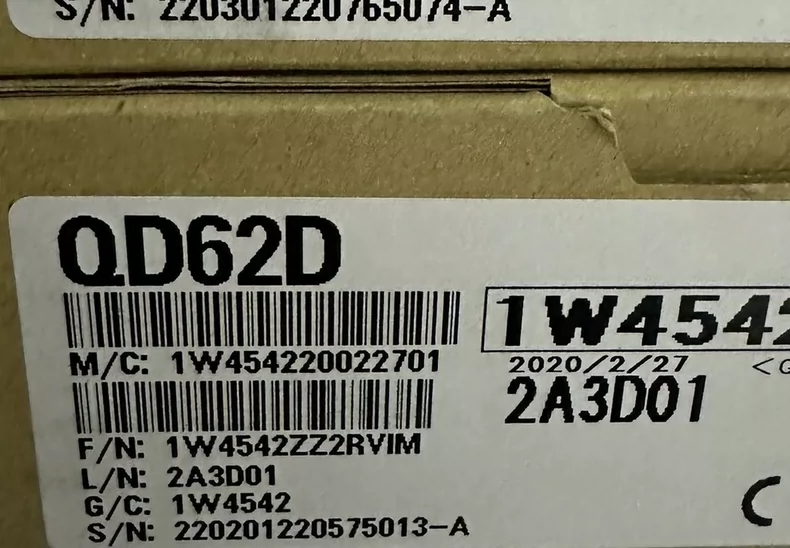 S/N: 220301220765074-A
QD62D
1W4542
M/C: 1W454220022701
2020/2/27 <G
2A3D01
F/N: 1W4542ZZ2RVIM
L/N: 2A3D01
G/C: 1W4542
S/N: 220201220575013-A